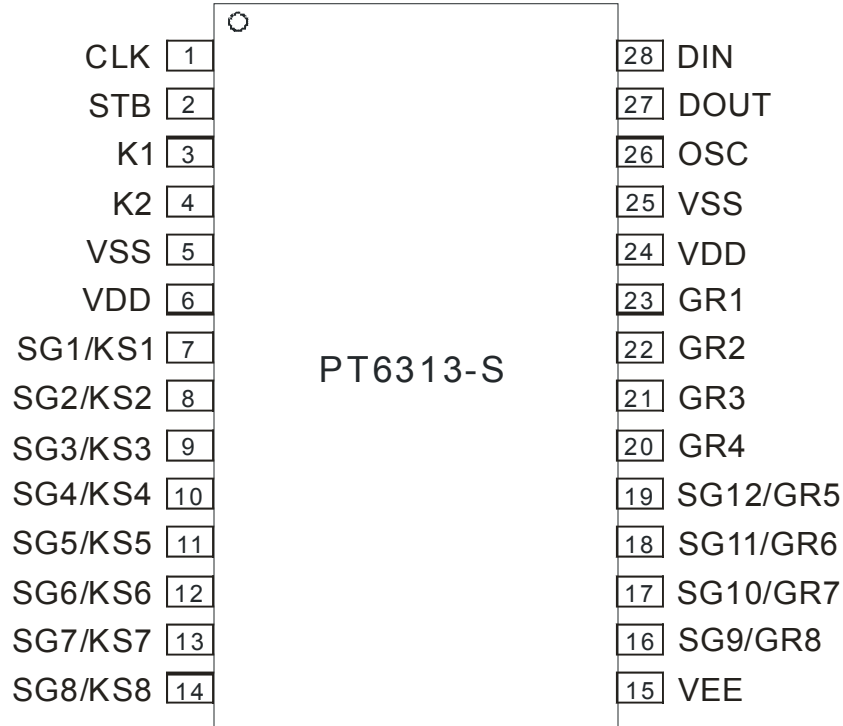 CLK 1
STB 2
K1 3
K2 4
VSS 5
VDD 6
SG1/KS1 7
SG2/KS2 8
SG3/KS3 9
SG4/KS4 10
SG5/KS5 11
SG6/KS6 12
SG7/KS7 13
SG8/KS8 14
PT6313-S
28 DIN
27 DOUT
26 OSC
25 VSS
24 VDD
23 GR1
22 GR2
21 GR3
20 GR4
19 SG12/GR5
18 SG11/GR6
17 SG10/GR7
16 SG9/GR8
15 VEE